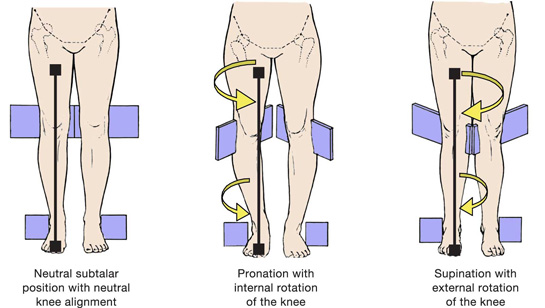 Neutral subtalar
position with neutral
knee alignment
Pronation with
internal rotation
of the knee
Supination with
external rotation
of the knee